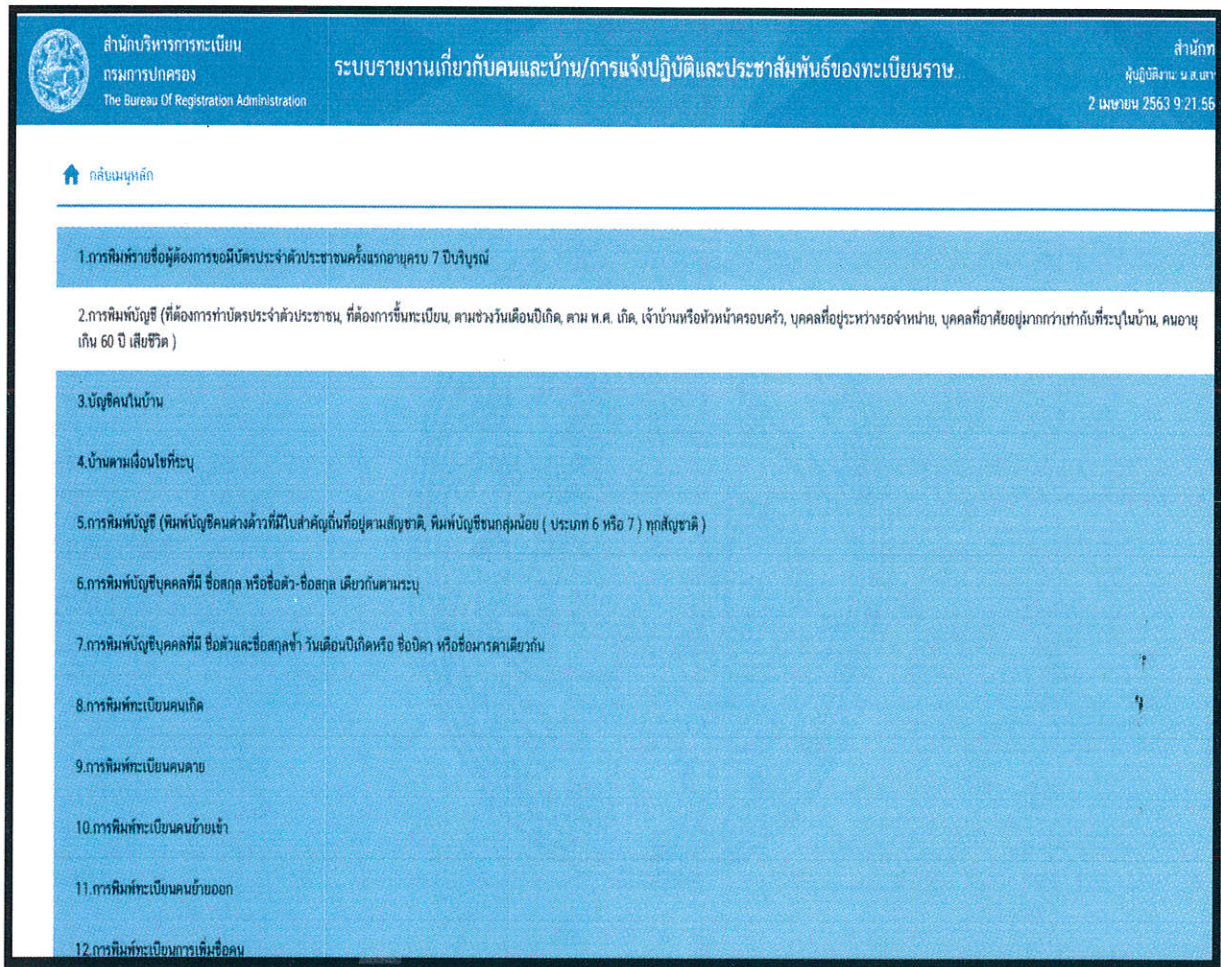 สำนักบริหารการทะเบียน
กรมการปกครอง
The Bureau Of Registration Administration
ระบบรายงานเกี่ยวกับคนและบ้าน/การแจ้งปฏิบัติและประชาสัมพันธ์ของทะเบียนราษ...
สำนักท
ผู้ปฏิบัติงาน: น.ส.เสา
2 เมษายน 2563 9:21:56
กลับเมนูหลัก
1.การพิมพ์รายชื่อผู้ต้องการขอมีบัตรประจำตัวประชาชนครั้งแรกอายุครบ 7 ปีบริบูรณ์
2.การพิมพ์บัญชี (ที่ต้องการทำบัตรประจำตัวประชาชน, ที่ต้องการขึ้นทะเบียน, ตามช่วงวันเดือนปีเกิด, ตาม พ.ศ. เกิด, เจ้าบ้านหรือหัวหน้าครอบครัว, บุคคลที่อยู่ระหว่างรอจำหน่าย, บุคคลที่อาศัยอยู่มากกว่าเท่ากับที่ระบุในบ้าน, คนอายุ
เกิน 60 ปี เสียชีวิต )
3.บัญชีคนในบ้าน
4.บ้านตามเงื่อนไขที่ระบุ
5.การพิมพ์บัญชี (พิมพ์บัญชีคนต่างด้าวที่มีใบสำคัญถิ่นที่อยู่ตามสัญชาติ, พิมพ์บัญชีชนกลุ่มน้อย ( ประเภท 6 หรือ 7 ) ทุกสัญชาติ )
6.การพิมพ์บัญชีบุคคลที่มี ชื่อสกุล หรือชื่อตัว-ชื่อสกุล เดียวกันตามระบุ
7.การพิมพ์บัญชีบุคคลที่มี ชื่อตัวและชื่อสกุลซ้ำ วันเดือนปีเกิดหรือ ชื่อบิดา หรือชื่อมารดาเดียวกัน
8.การพิมพ์ทะเบียนคนเกิด
9.การพิมพ์ทะเบียนคนตาย
10.การพิมพ์ทะเบียนคนย้ายเข้า
11.การพิมพ์ทะเบียนคนย้ายออก
12.การพิมพ์ทะเบียนการเพิ่มชื่อคน